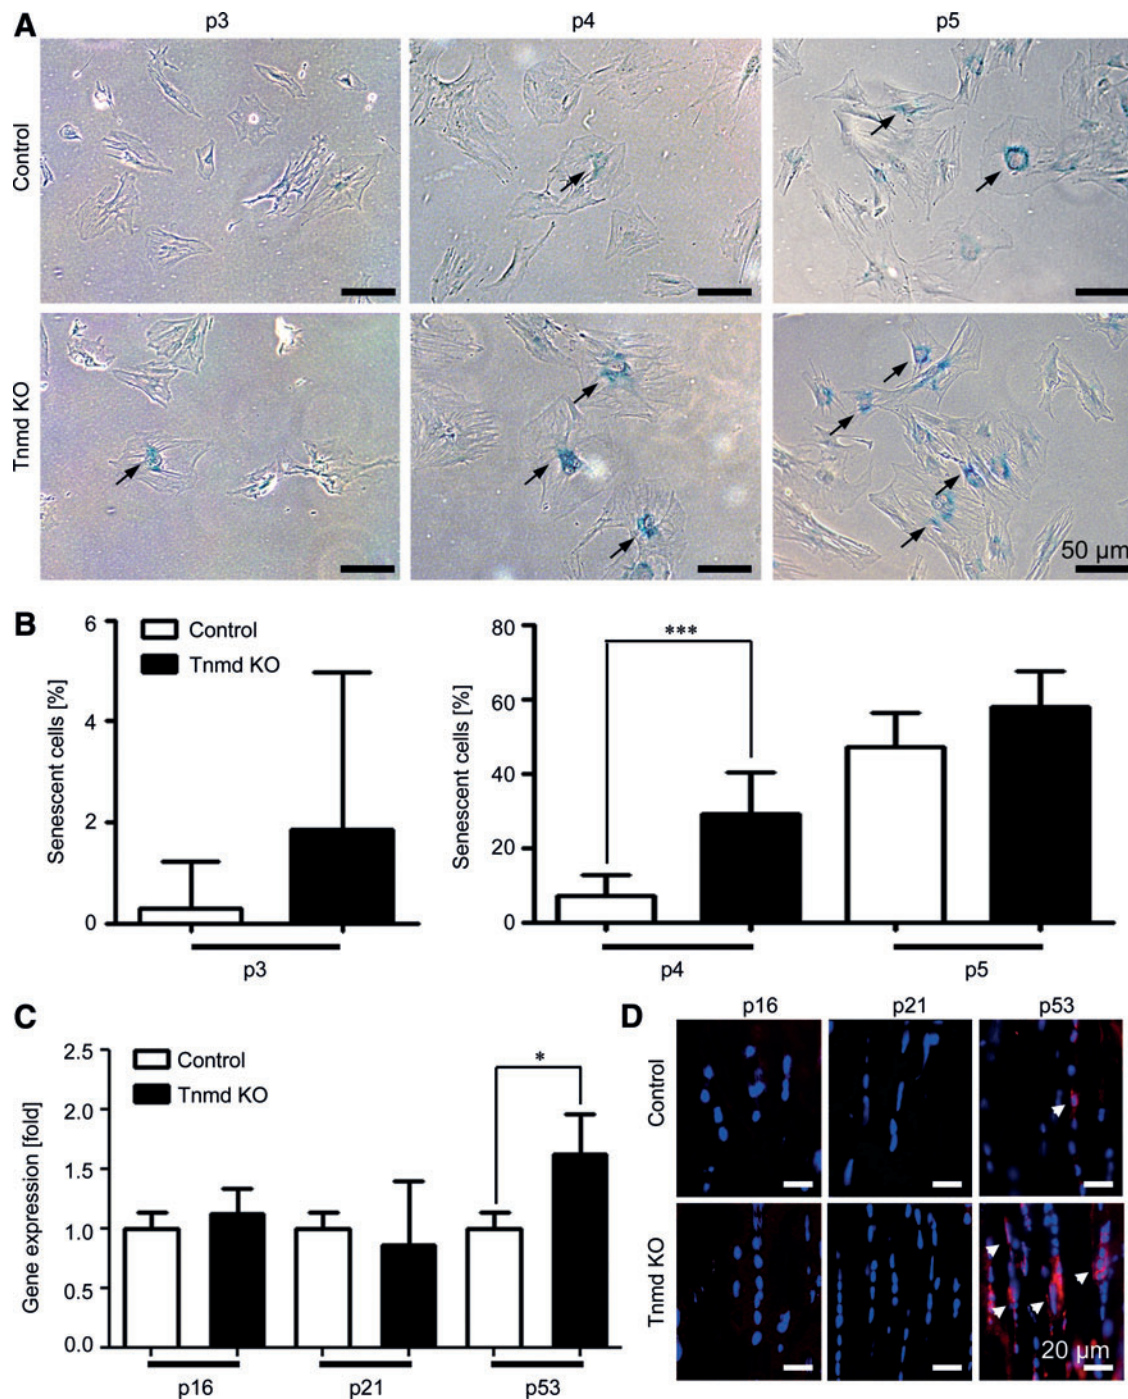 A
p3 p4 p5
Control
Tnmd KO
50 µm
B
Senescent cells [%]
6
4
2
0
Control
Tnmd KO
p3
Senescent cells [%]
80
60
40
20
0
***
p4 p5
C
Gene expression [fold]
2.5
2.0
1.5
1.0
0.5
0.0
Control
Tnmd KO
*
p16 p21 p53
D
p16 p21 p53
Control
Tnmd KO
20 µm